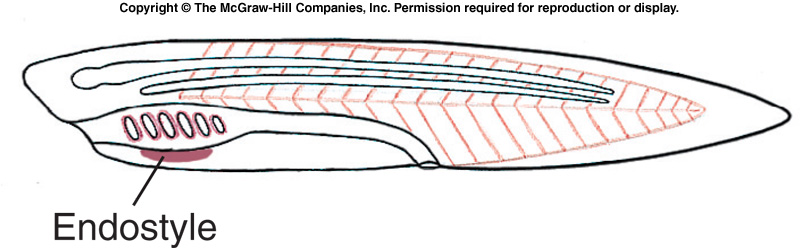 Copyright © The McGraw-Hill Companies, Inc. Permission required for reproduction or display.
Endostyle